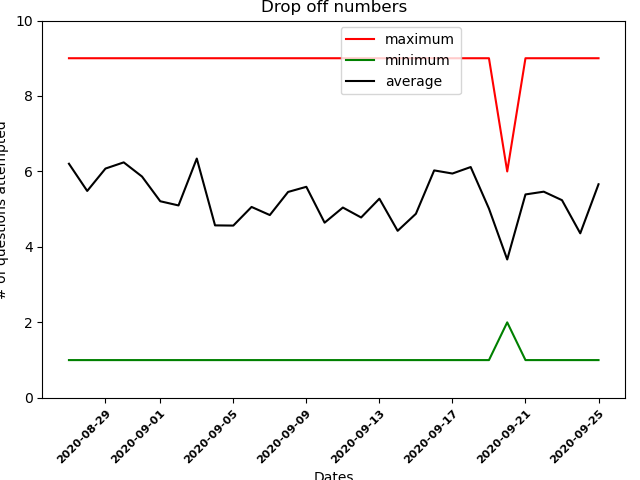 Drop off numbers
maximum
minimum
average
# of questions attempted
10
8
6
4
2
0
2020-08-29
2020-09-01
2020-09-05
2020-09-09
2020-09-13
2020-09-17
2020-09-21
2020-09-25
Dates